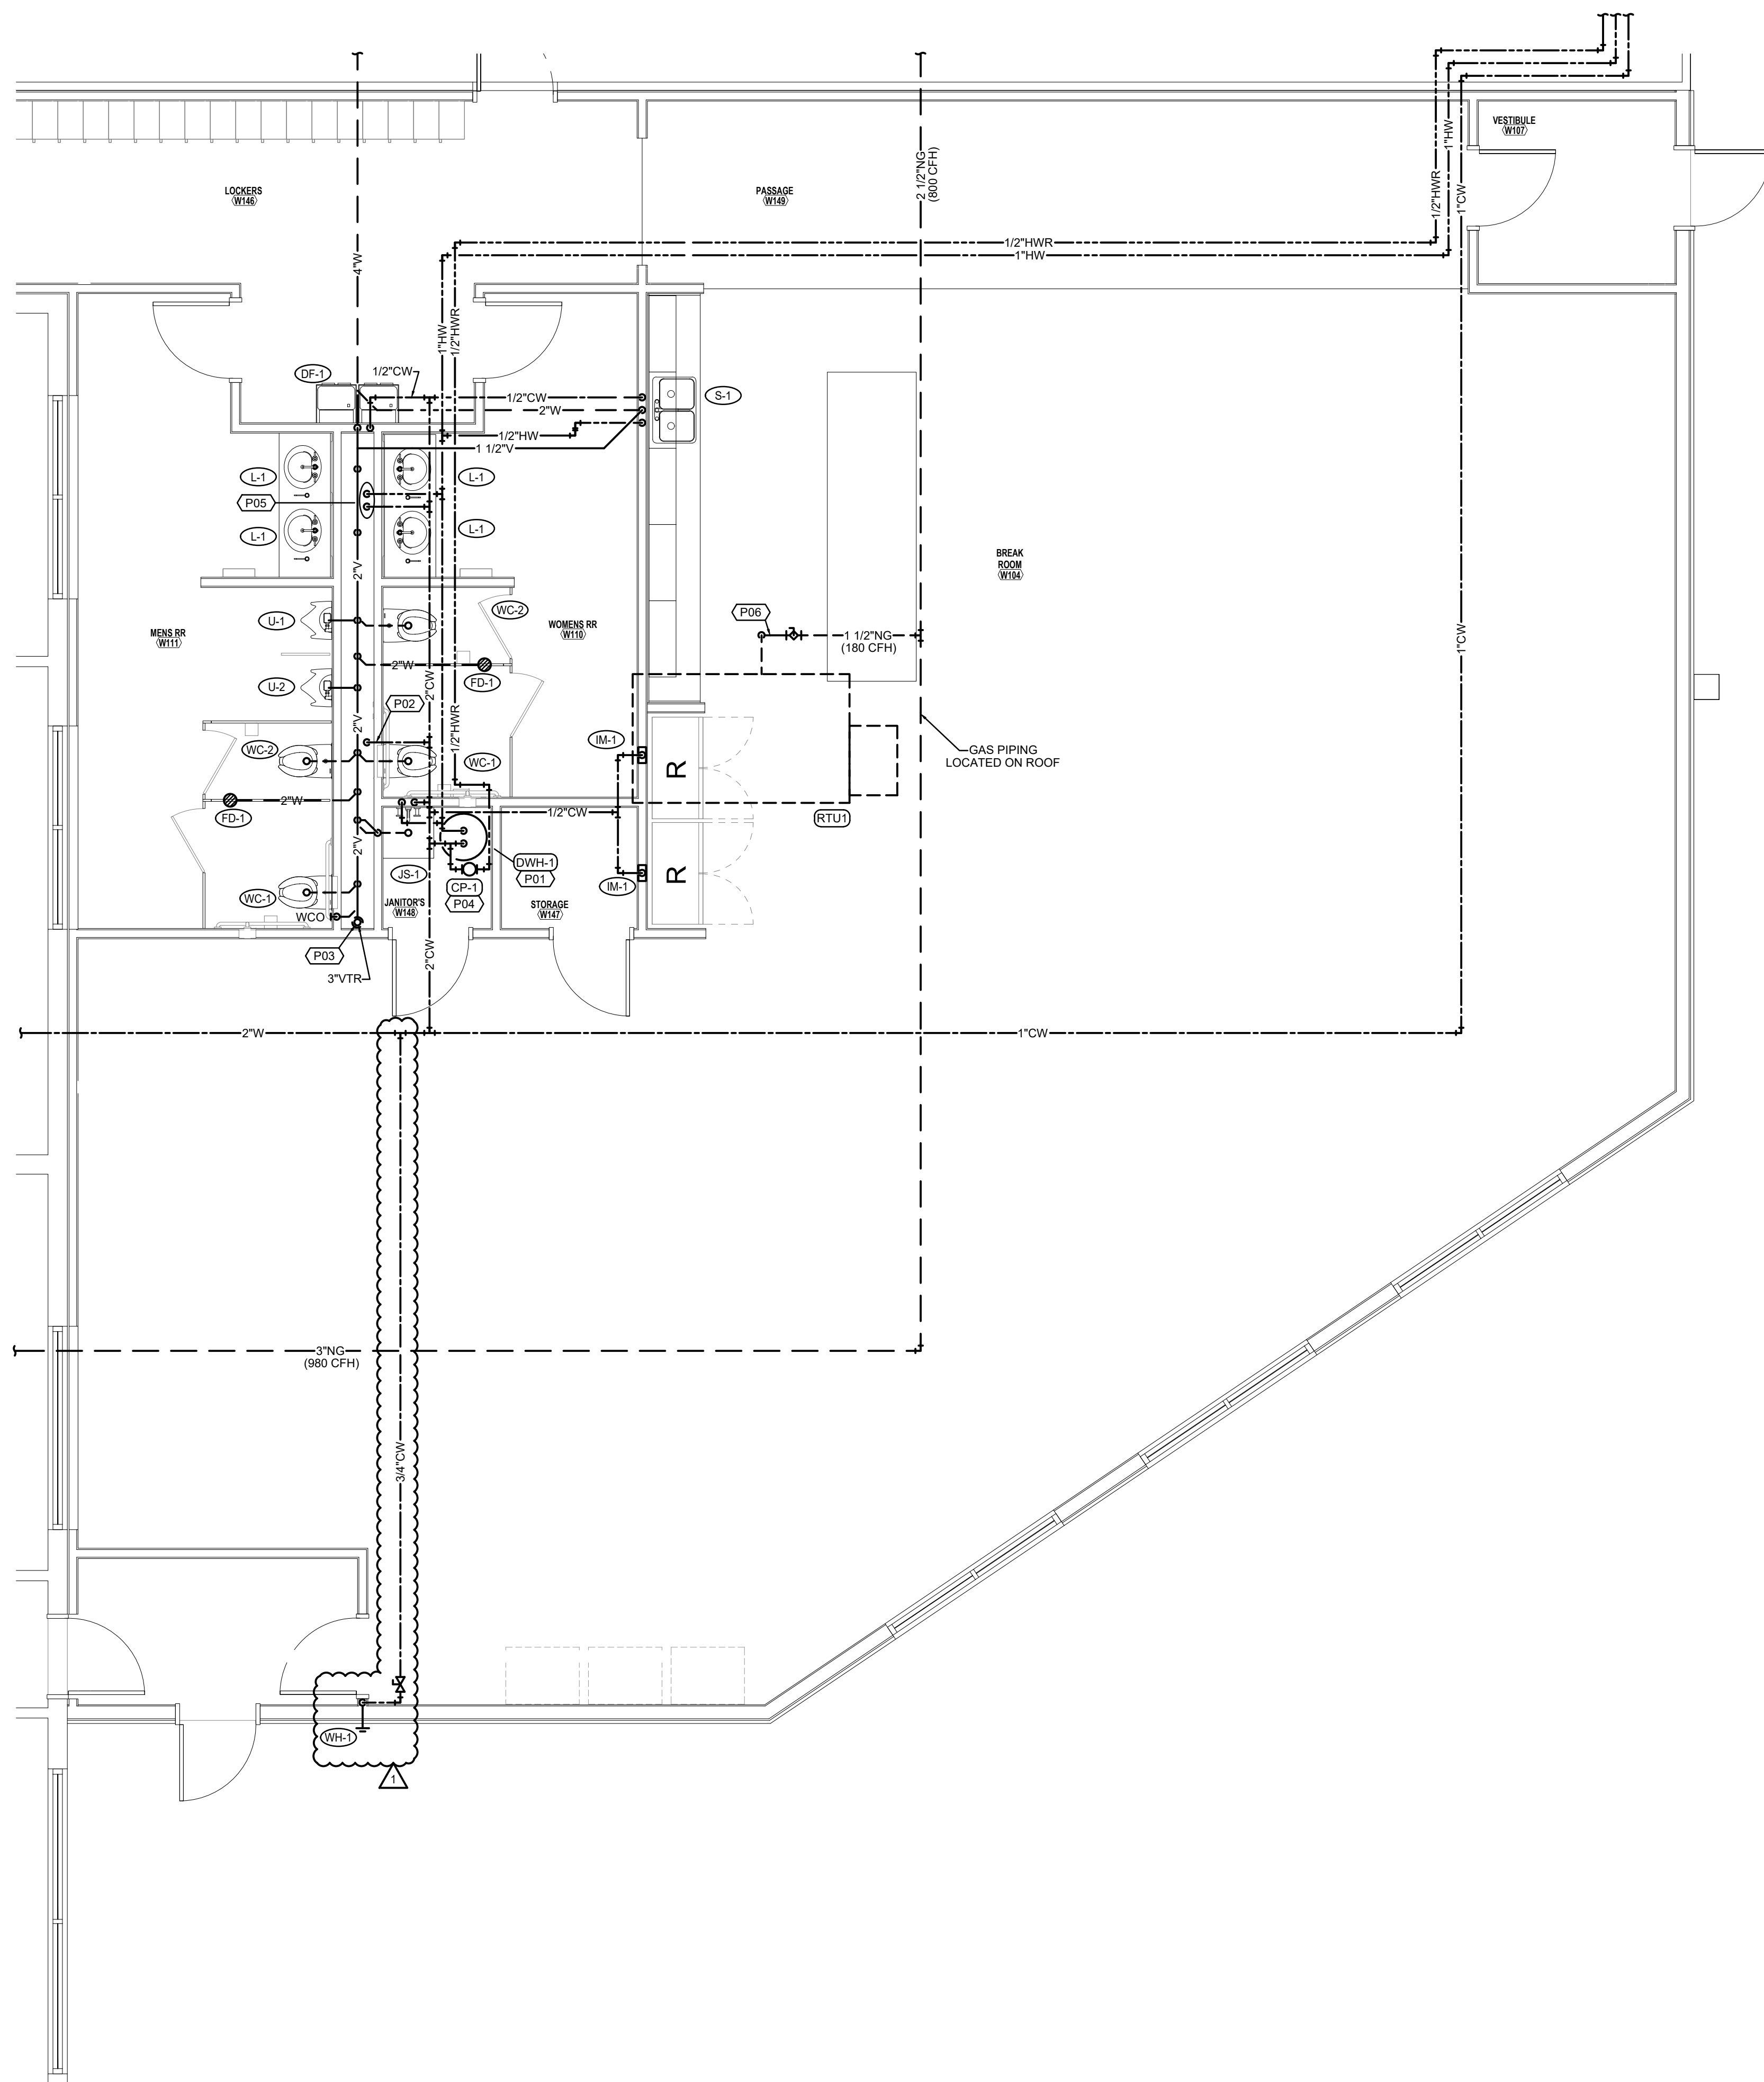 VESTIBULE
W107
1"HW
1/2"HWR
1"CW
2 1/2"NG
(800 CFH)
LOCKERS
W146
PASSAGE
W149
4"W
1/2"HWR
1"HW
1"HW
1/2"HWR
DF-1
1/2"CW
1/2"CW
2"W
S-1
1/2"HW
1 1/2"V
L-1
L-1
P05
L-1
L-1
2"V
BREAK
ROOM
W104
WC-2
P06
U-1
MENS RR
W111
WOMENS RR
W110
1 1/2"NG
(180 CFH)
1"CW
2"W
FD-1
U-2
2"CW
P02
2"V
1/2"HWR
WC-2
WC-1
IM-1
R
GAS PIPING
LOCATED ON ROOF
2"W
FD-1
1/2"CW
RTU1
2"V
JS-1
DWH-1
P01
CP-1
P04
IM-1
R
WC-1
JANITOR'S
W148
STORAGE
W147
WCO
P03
2"CW
3"VTR
2"W
1"CW
3"NG
(980 CFH)
3/4"CW
WH-1
1